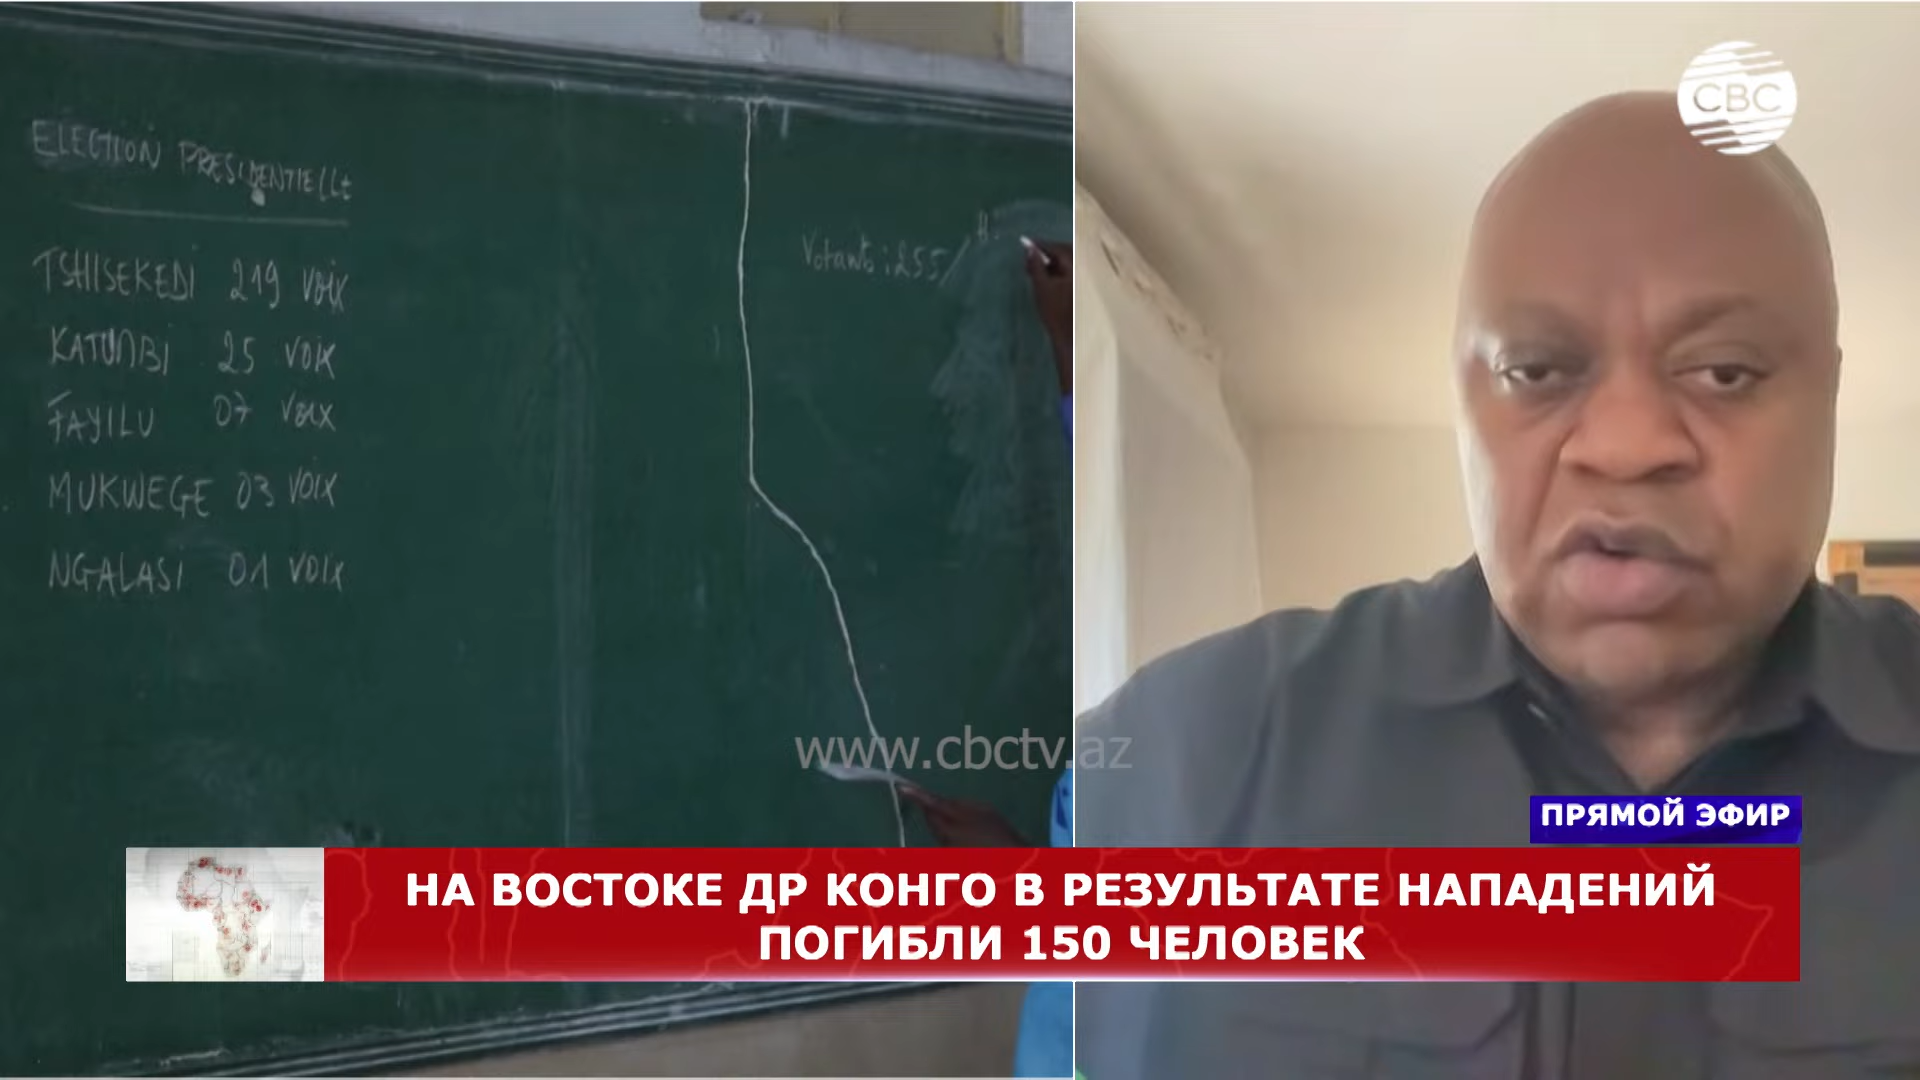 ELECTION PRESIDENTIELLE
TSHISEKEDI 219 VOIX
KATUMBI 25 VOIX
FAYILU 07 VOIX
MUKWEGE 03 VOIX
NGALASI 01 VOIX
Votants : 255/
CBC
www.cbctv.az
ПРЯМОЙ ЭФИР
НА ВОСТОКЕ ДР КОНГО В РЕЗУЛЬТАТЕ НАПАДЕНИЙ
ПОГИБЛИ 150 ЧЕЛОВЕК